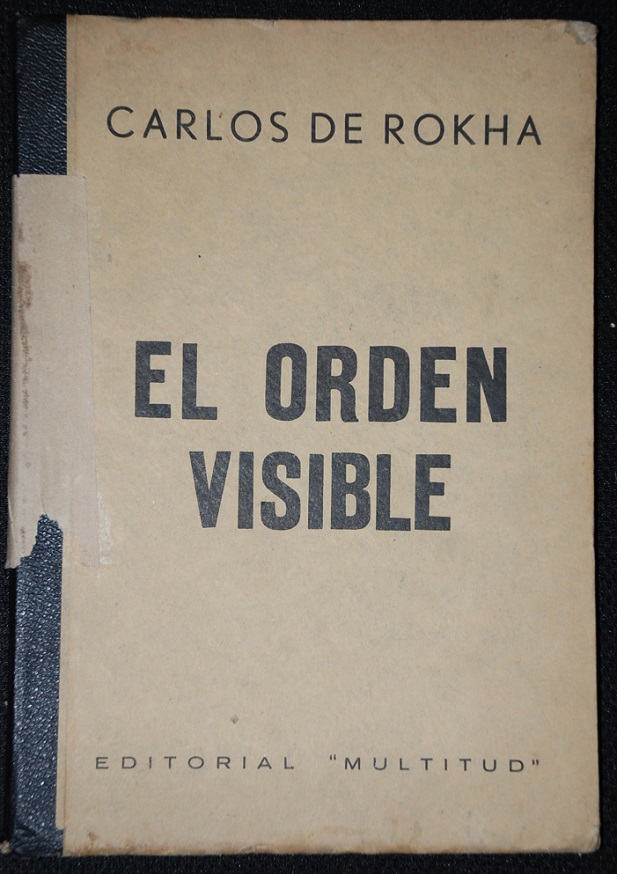 CARLOS DE ROKHA
EL ORDEN
VISIBLE
EDITORIAL "MULTITUD"